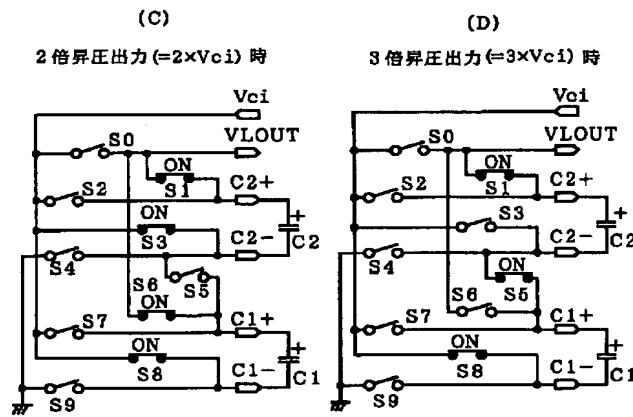 (C)
2倍昇圧出力(=2×Vci)時
Vci
S0
VLOUT
ON
S1
C2+
S2
ON
+
S3
C2-
C2
S4
S6
S5
ON
C1+
S7
ON
+
S8
C1-
C1
S9
(D)
3倍昇圧出力(=3×Vci)時
Vci
S0
VLOUT
ON
S1
C2+
S2
S3
+
C2-
C2
S4
ON
S5
S6
C1+
S7
ON
+
S8
C1-
C1
S9